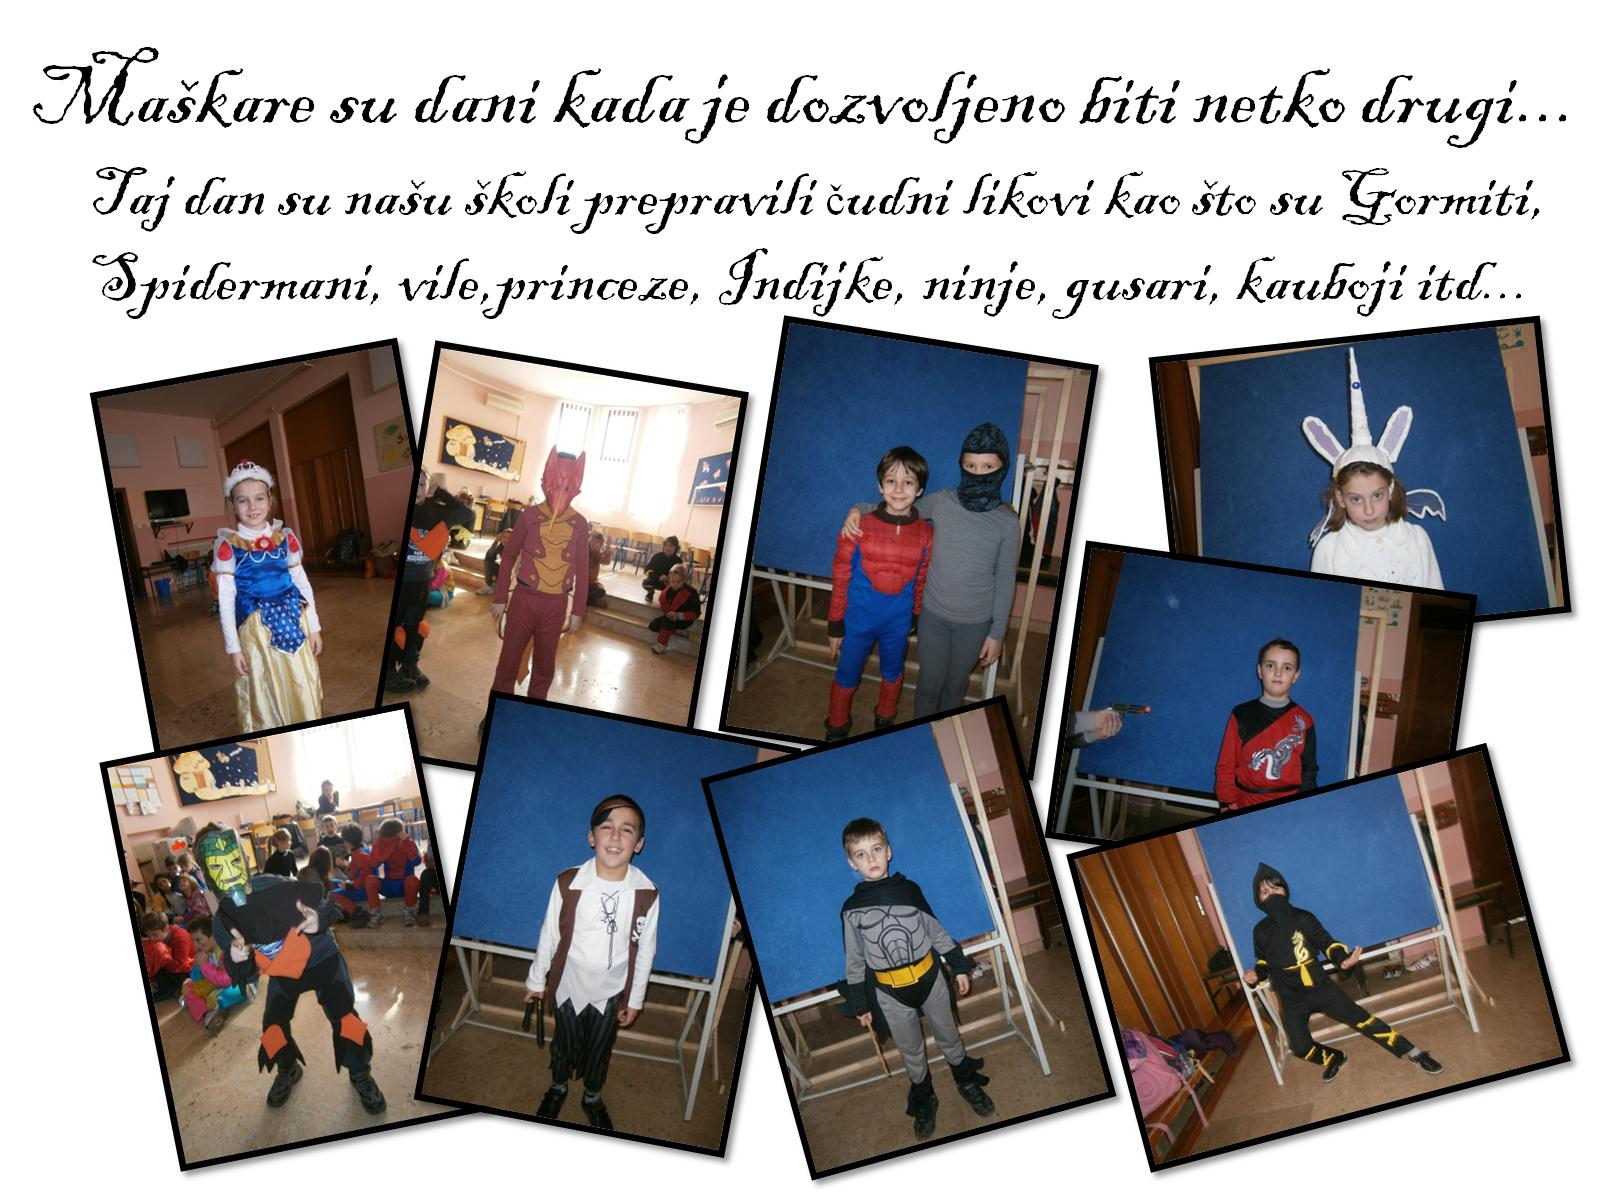 Maškare su dani kada je dozvoljeno biti netko drugi...
Taj dan su našu školi prepravili čudni likovi kao što su Gormiti,
Spidermani, vile,princeze, Indijke, ninje, gusari, kauboji itd...